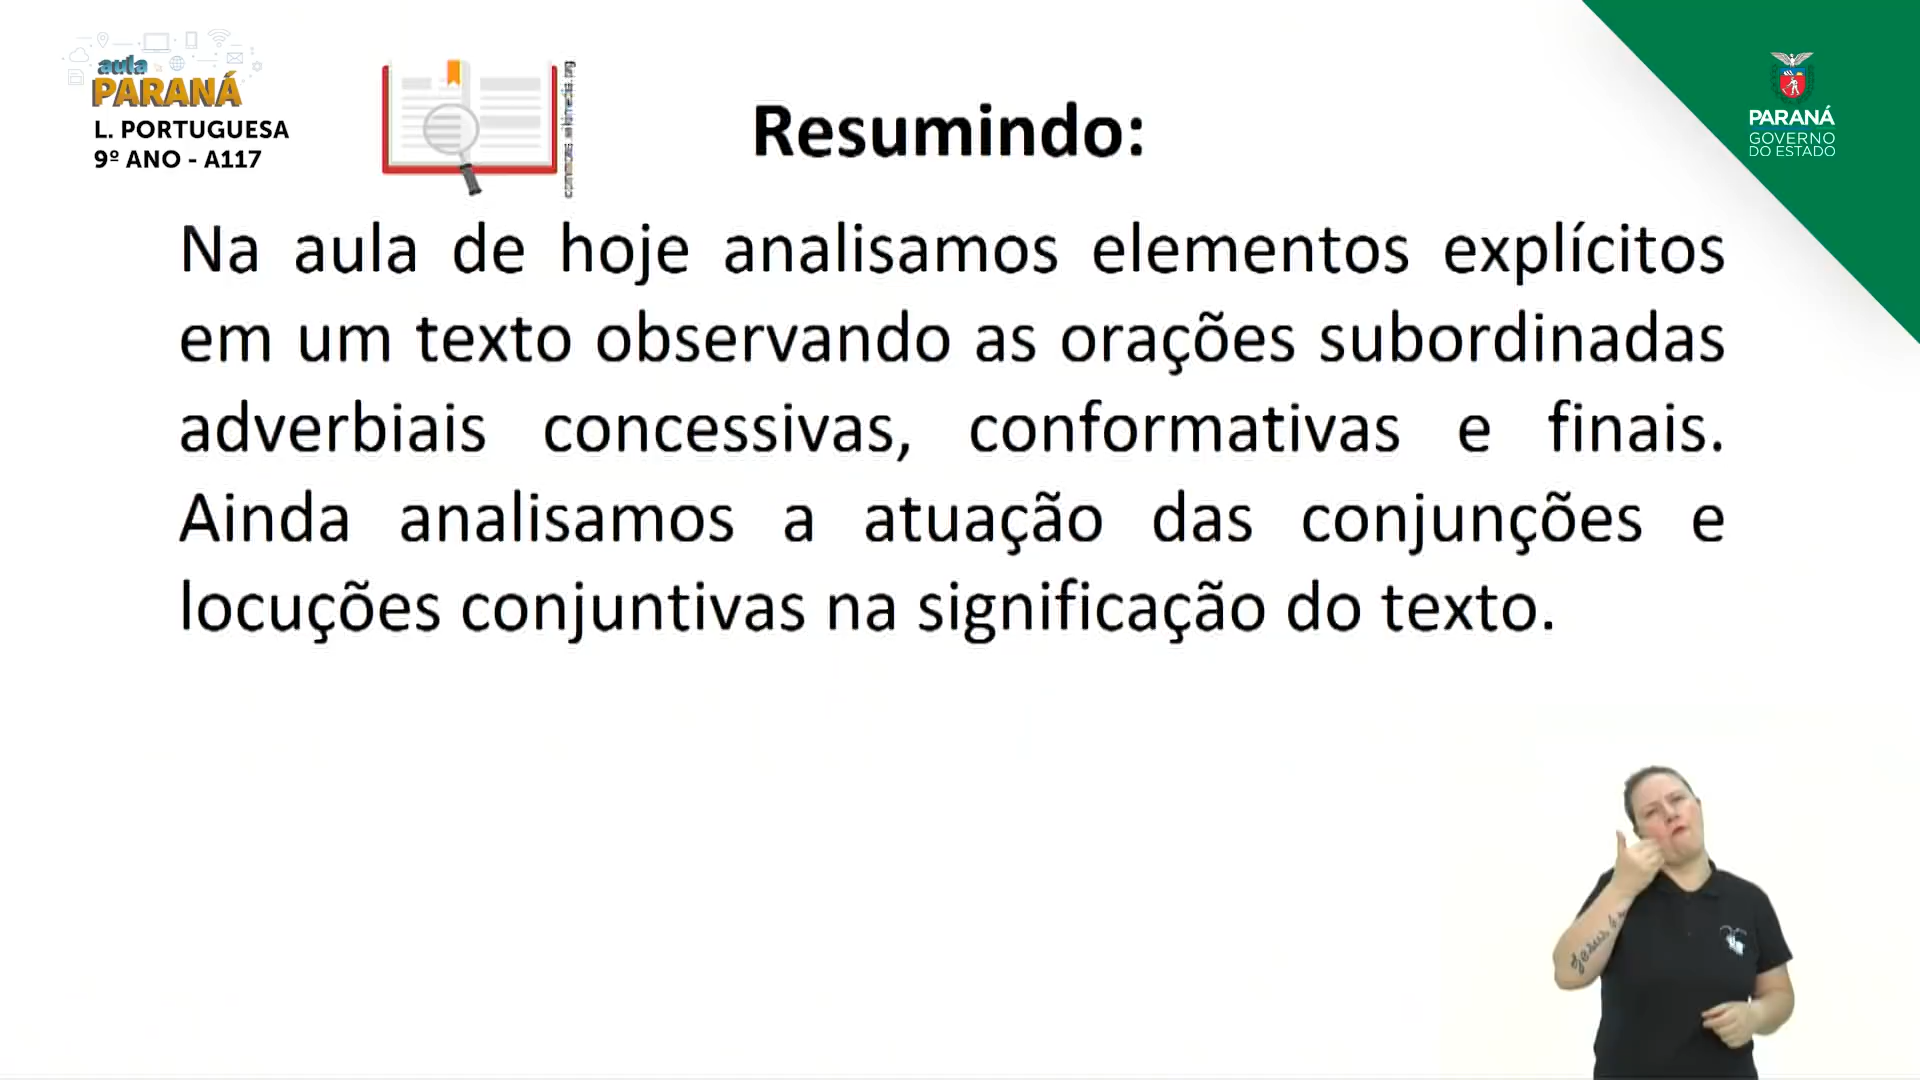 aula
PARANÁ
L. PORTUGUESA
9º ANO - A117
Resumindo:
PARANÁ
GOVERNO
DO ESTADO
Na aula de hoje analisamos elementos explícitos
em um texto observando as orações subordinadas
adverbiais concessivas, conformativas e finais.
Ainda analisamos a atuação das conjunções e
locuções conjuntivas na significação do texto.
Jesus